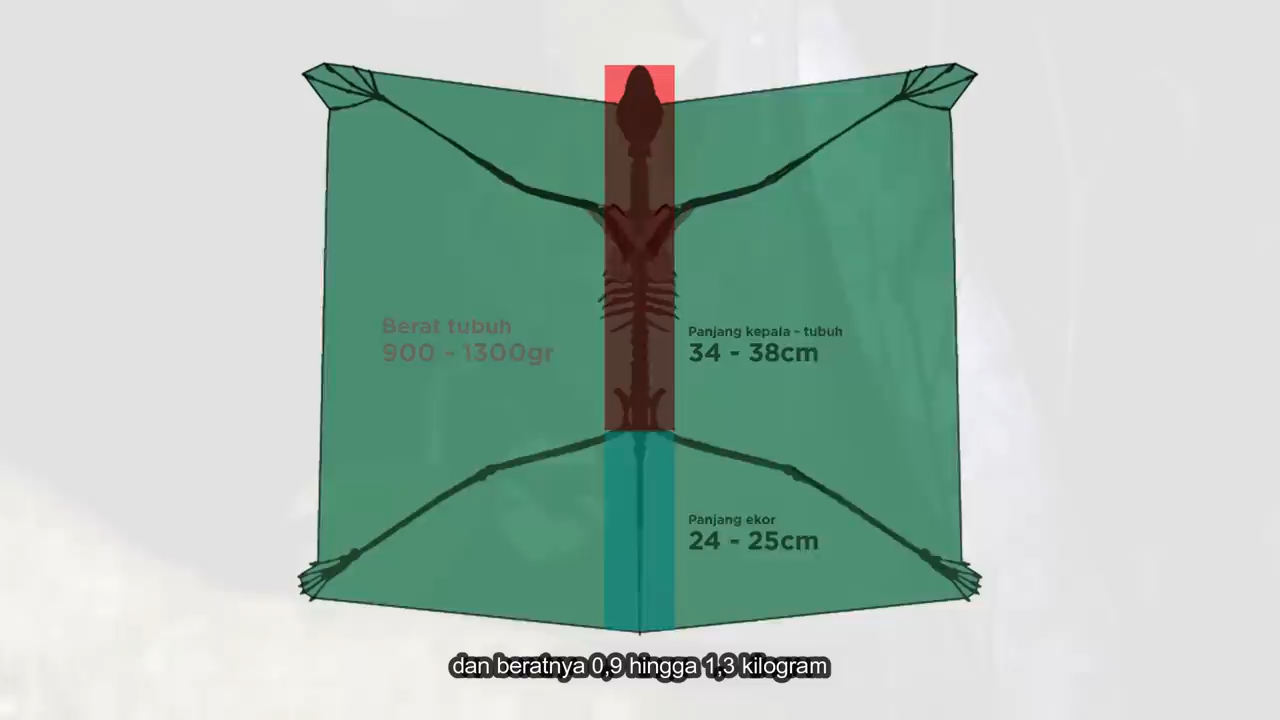 Berat tubuh
900 - 1300gr
Panjang kepala - tubuh
34 - 38cm
Panjang ekor
24 - 25cm
dan beratnya 0,9 hingga 1,3 kilogram